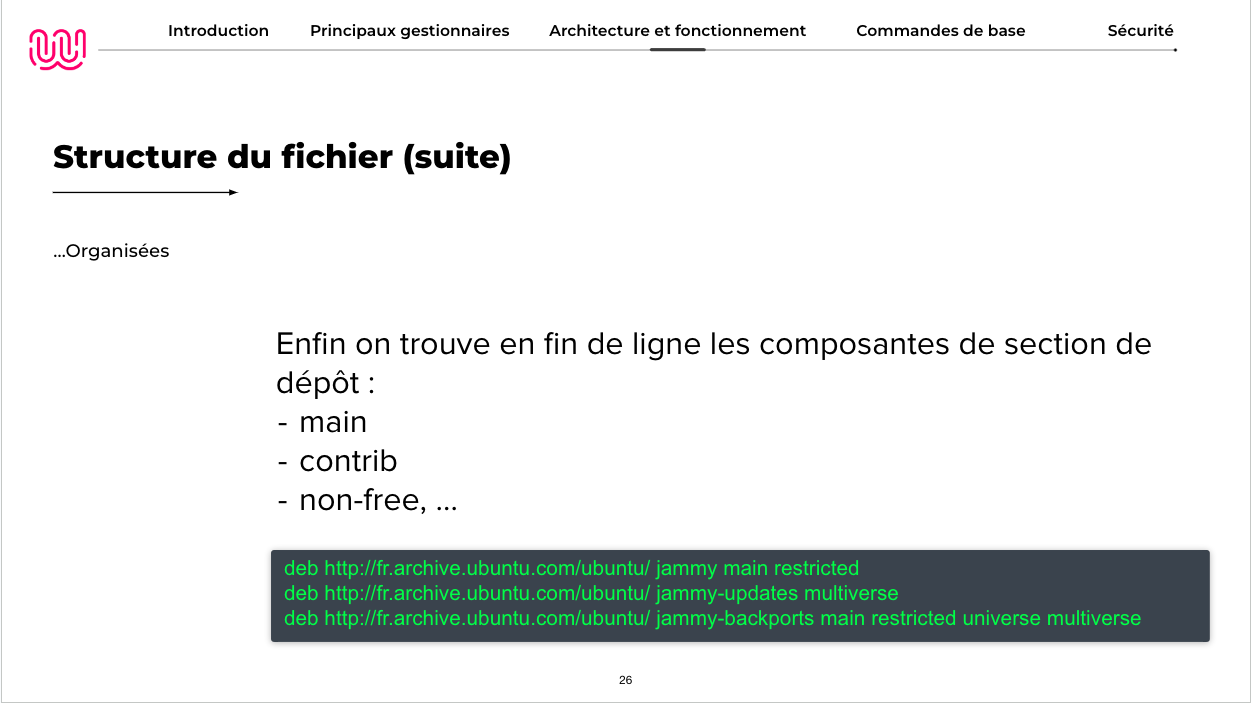 Introduction Principaux gestionnaires Architecture et fonctionnement Commandes de base Sécurité
Structure du fichier (suite)
...Organisées
Enfin on trouve en fin de ligne les composantes de section de
dépôt :
- main
- contrib
- non-free, ...
deb http://fr.archive.ubuntu.com/ubuntu/ jammy main restricted
deb http://fr.archive.ubuntu.com/ubuntu/ jammy-updates multiverse
deb http://fr.archive.ubuntu.com/ubuntu/ jammy-backports main restricted universe multiverse
26